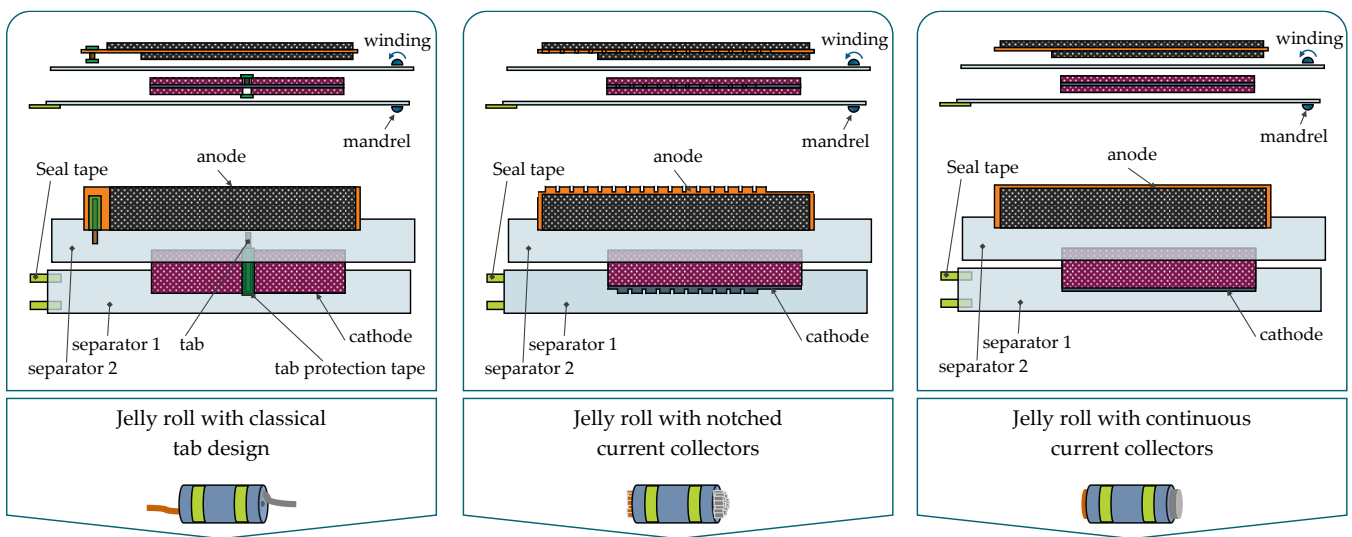 winding
mandrel
anode
Seal tape
separator 1
tab
cathode
separator 2
tab protection tape
Jelly roll with classical
tab design
winding
mandrel
Seal tape
anode
separator 1
cathode
separator 2
Jelly roll with notched
current collectors
winding
mandrel
anode
Seal tape
separator 1
cathode
separator 2
Jelly roll with continuous
current collectors